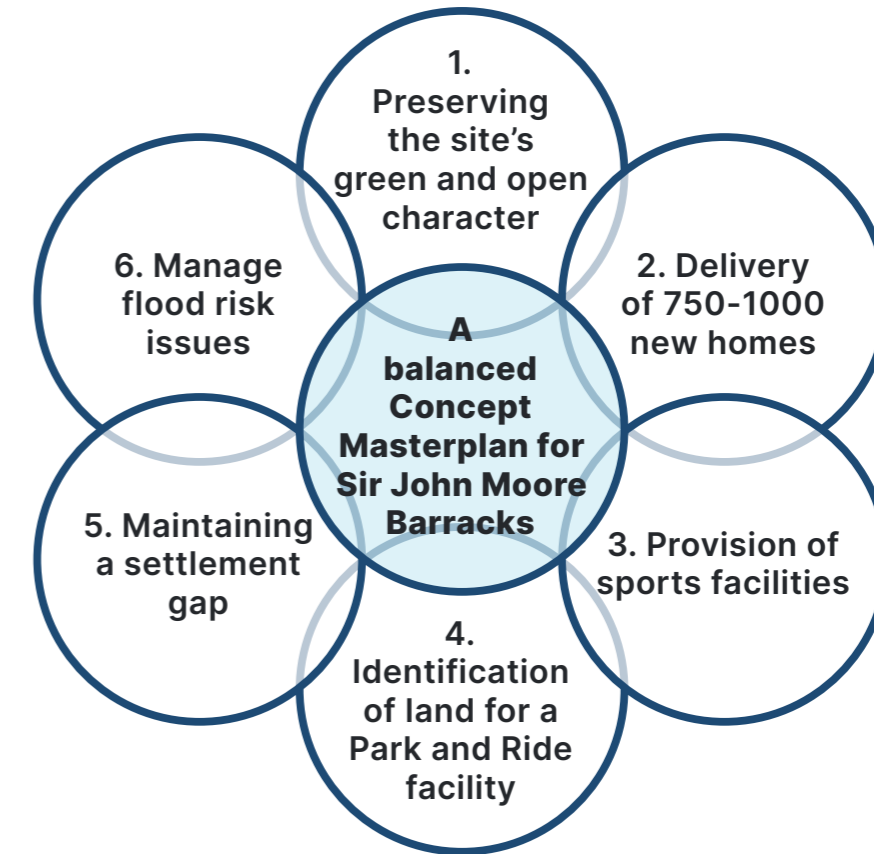 1.
Preserving
the site’s
green and open
character
2. Delivery
of 750-1000
new homes
3. Provision of
sports facilities
4.
Identification
of land for a
Park and Ride
facility
5. Maintaining
a settlement
gap
6. Manage
flood risk
issues
A
balanced
Concept
Masterplan for
Sir John Moore
Barracks